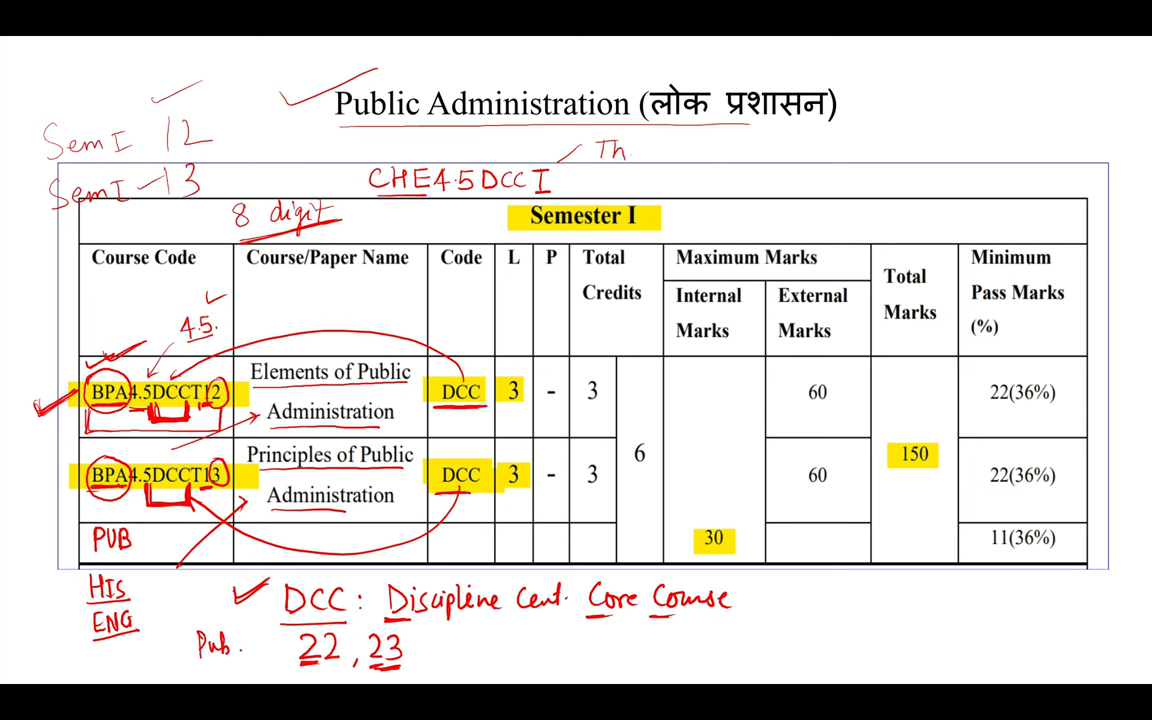 Public Administration (लोक प्रशासन)
Sem I 12
Sem I - 13
Th
CHE4.5DCC I
8 digit
Semester I
Course Code Course/Paper Name Code L P Total Credits Maximum Marks Total Marks Minimum Pass Marks (%)
Internal Marks External Marks
4.5.
BPA4.5DCCT12 Elements of Public Administration DCC 3 - 3 60 22(36%)
6 150
BPA4.5DCCT13 Principles of Public Administration DCC 3 - 3 60 22(36%)
PUB 30 11(36%)
HIS
ENG
DCC : Discipline Cent. Core Course
Pub. 22, 23